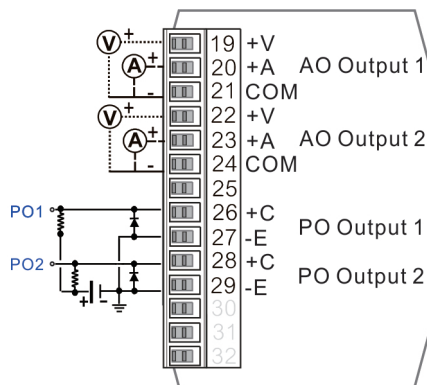 V + 19 +V
A + 20 +A AO Output 1
- 21 COM
V + 22 +V
A + 23 +A AO Output 2
- 24 COM
25
PO1 26 +C PO Output 1
27 -E
PO2 28 +C PO Output 2
+ - 29 -E
30
31
32